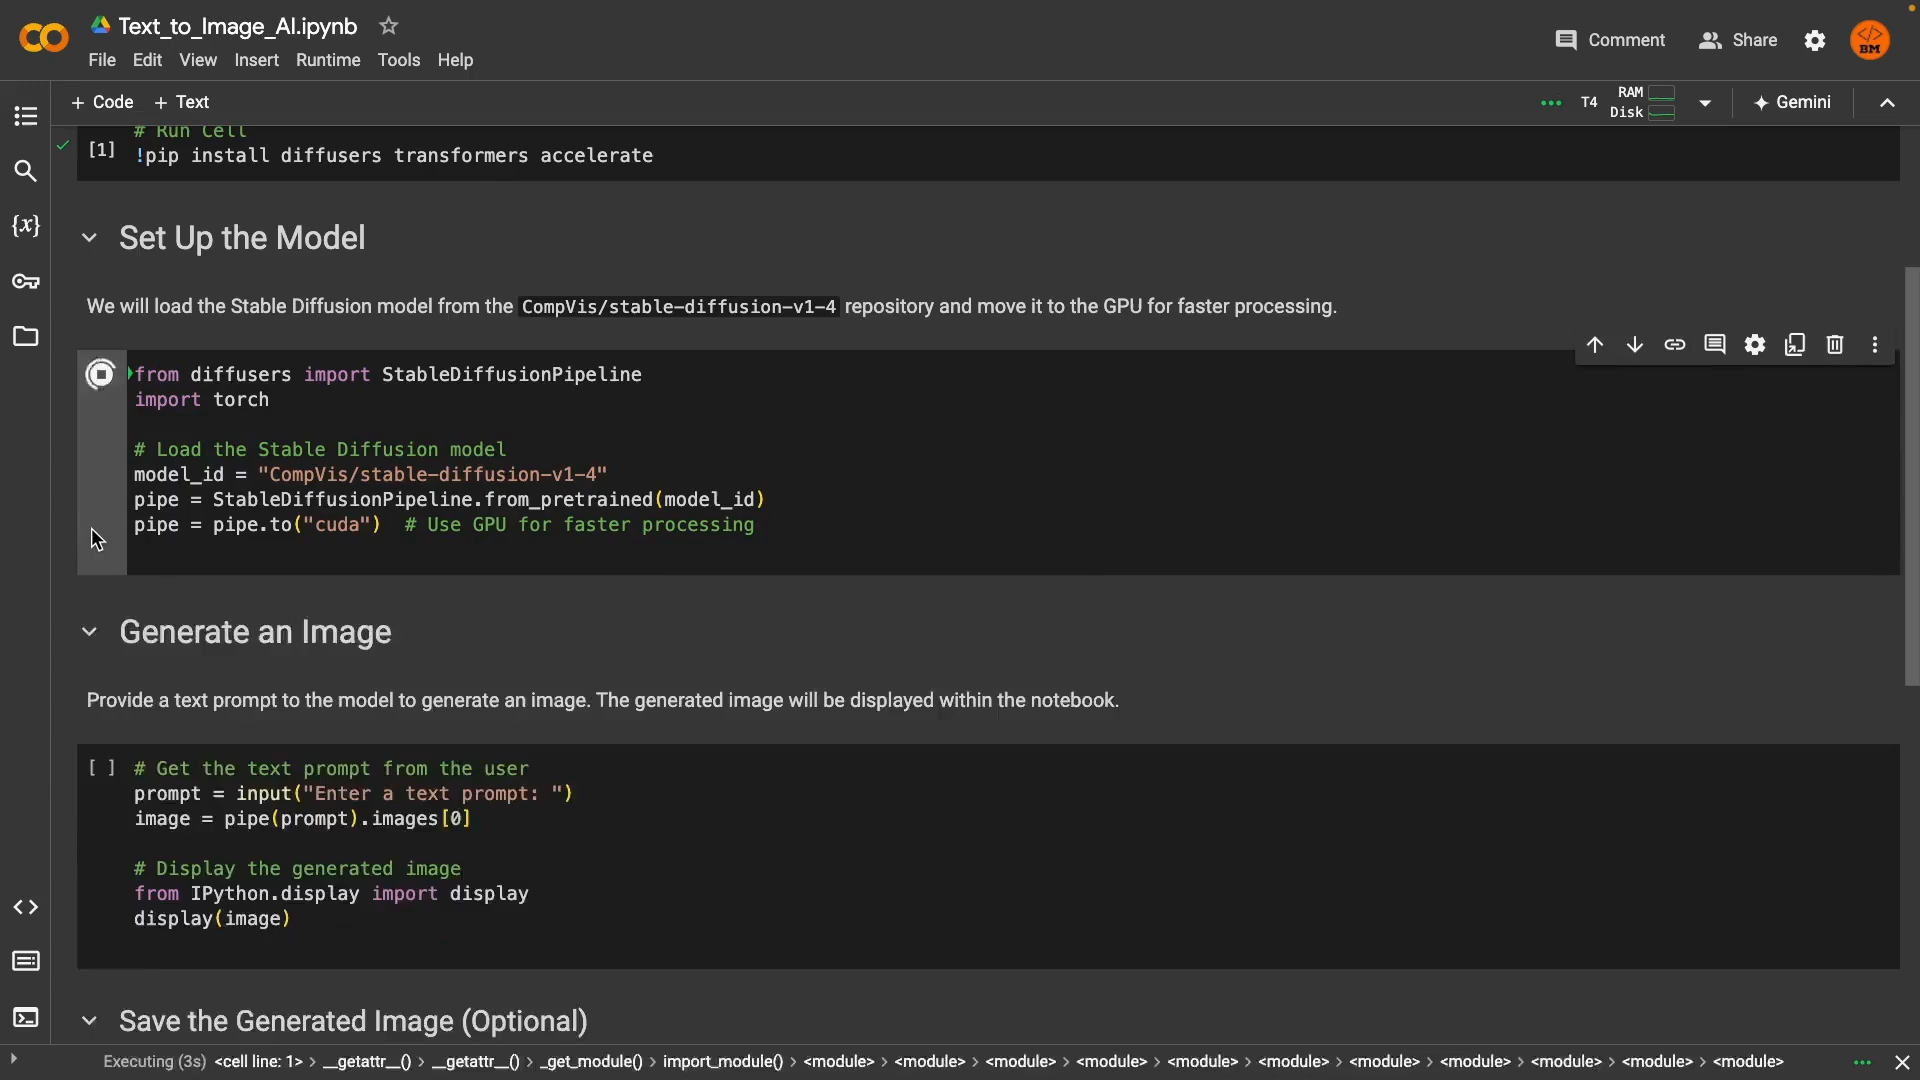 Text_to_Image_AI.ipynb
File Edit View Insert Runtime Tools Help
Comment
Share
BM
+ Code + Text
T4
RAM
Disk
Gemini
# Run Cell
[1]
!pip install diffusers transformers accelerate
{x}
Set Up the Model
We will load the Stable Diffusion model from the CompVis/stable-diffusion-v1-4 repository and move it to the GPU for faster processing.
from diffusers import StableDiffusionPipeline
import torch
# Load the Stable Diffusion model
model_id = "CompVis/stable-diffusion-v1-4"
pipe = StableDiffusionPipeline.from_pretrained(model_id)
pipe = pipe.to("cuda")  # Use GPU for faster processing
Generate an Image
Provide a text prompt to the model to generate an image. The generated image will be displayed within the notebook.
[ ] # Get the text prompt from the user
prompt = input("Enter a text prompt: ")
image = pipe(prompt).images[0]
# Display the generated image
from IPython.display import display
display(image)
Save the Generated Image (Optional)
Executing (3s) <cell line: 1> > __getattr__() > __getattr__() > _get_module() > import_module() > <module> > <module> > <module> > <module> > <module> > <module> > <module> > <module> > <module> > <module> > <module>